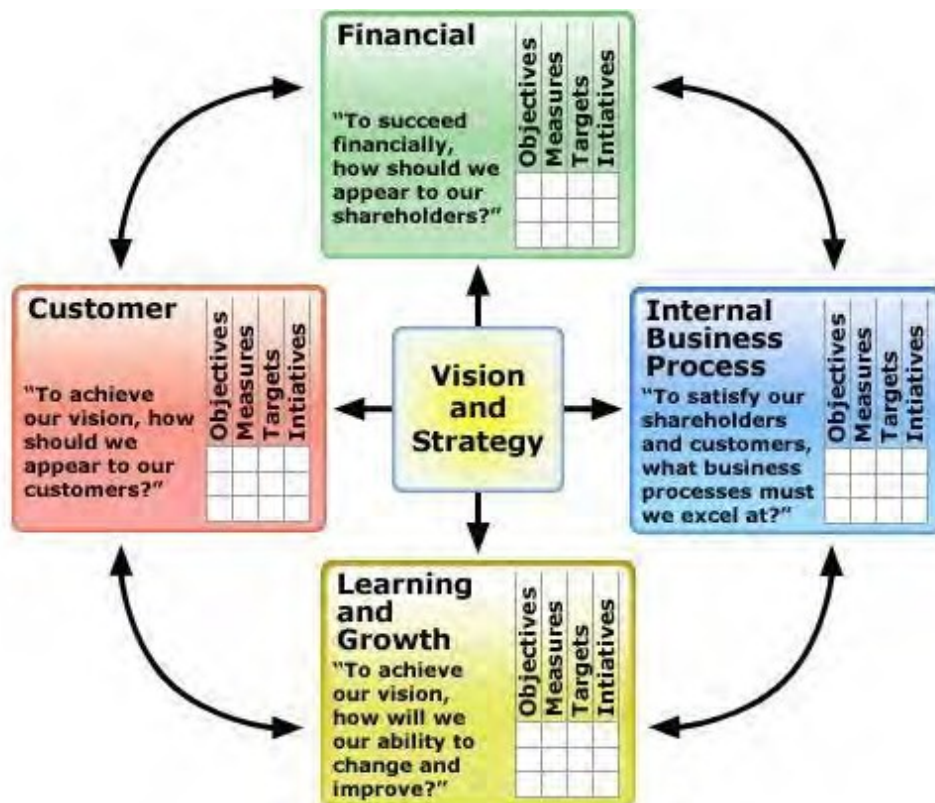 Financial
"To succeed
financially,
how should we
appear to our
shareholders?"
Objectives
Measures
Targets
Intiatives
Customer
"To achieve
our vision, how
should we
appear to our
customers?"
Objectives
Measures
Targets
Intiatives
Vision
and
Strategy
Internal
Business
Process
"To satisfy our
shareholders
and customers,
what business
processes must
we excel at?"
Objectives
Measures
Targets
Intiatives
Learning
and
Growth
"To achieve
our vision,
how will we
our ability to
change and
improve?"
Objectives
Measures
Targets
Intiatives